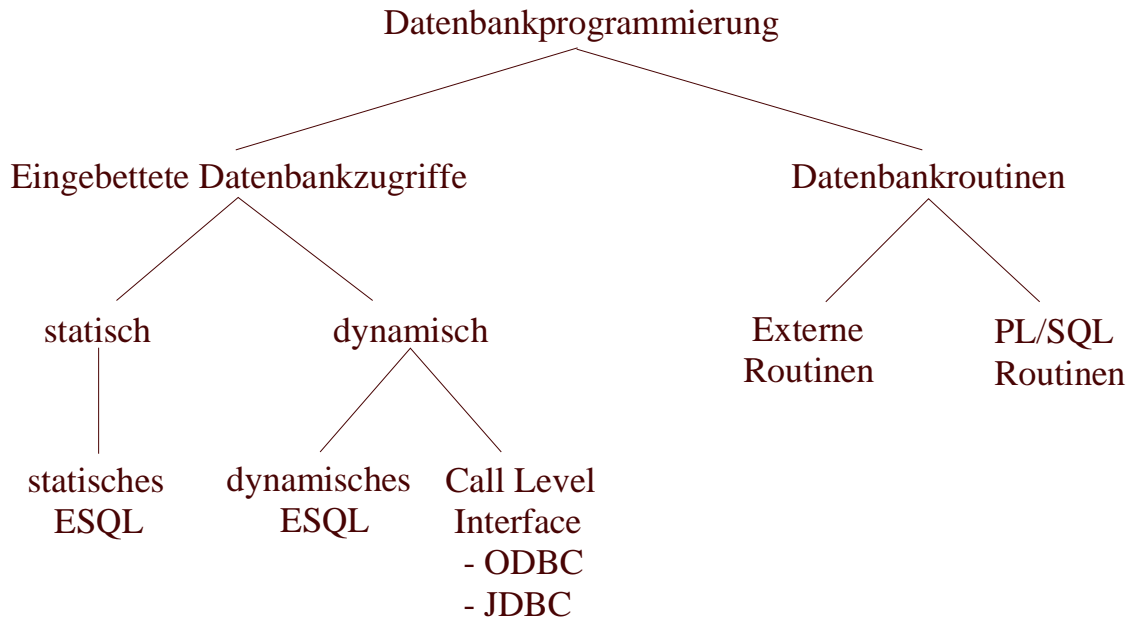 Datenbankprogrammierung
Eingebettete Datenbankzugriffe
Datenbankroutinen
statisch
dynamisch
Externe
Routinen
PL/SQL
Routinen
statisches
ESQL
dynamisches
ESQL
Call Level
Interface
- ODBC
- JDBC